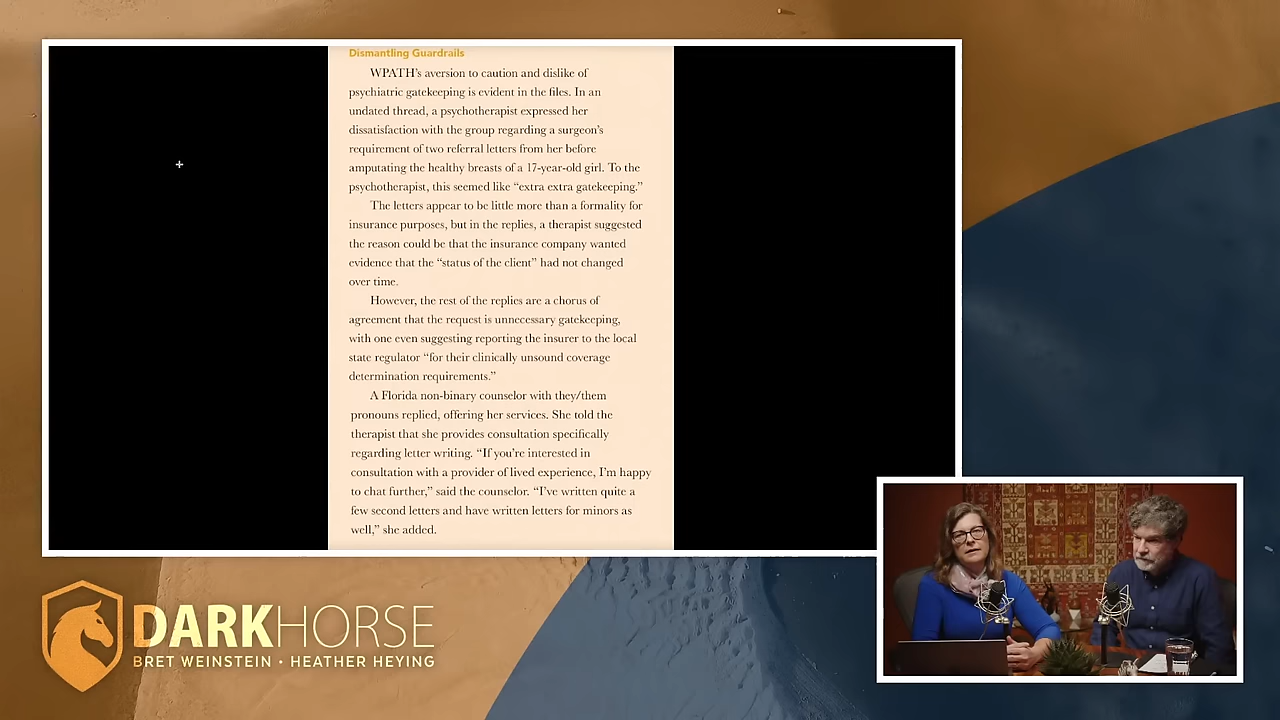 Dismantling Guardrails
WPATH's aversion to caution and dislike of
psychiatric gatekeeping is evident in the files. In an
undated thread, a psychotherapist expressed her
dissatisfaction with the group regarding a surgeon's
requirement of two referral letters from her before
amputating the healthy breasts of a 17-year-old girl. To the
psychotherapist, this seemed like “extra extra gatekeeping.”
The letters appear to be little more than a formality for
insurance purposes, but in the replies, a therapist suggested
the reason could be that the insurance company wanted
evidence that the “status of the client” had not changed
over time.
However, the rest of the replies are a chorus of
agreement that the request is unnecessary gatekeeping,
with one even suggesting reporting the insurer to the local
state regulator “for their clinically unsound coverage
determination requirements.”
A Florida non-binary counselor with they/them
pronouns replied, offering her services. She told the
therapist that she provides consultation specifically
regarding letter writing. “If you're interested in
consultation with a provider of lived experience, I'm happy
to chat further,” said the counselor. “I've written quite a
few second letters and have written letters for minors as
well,” she added.
DARKHORSE
BRET WEINSTEIN • HEATHER HEYING